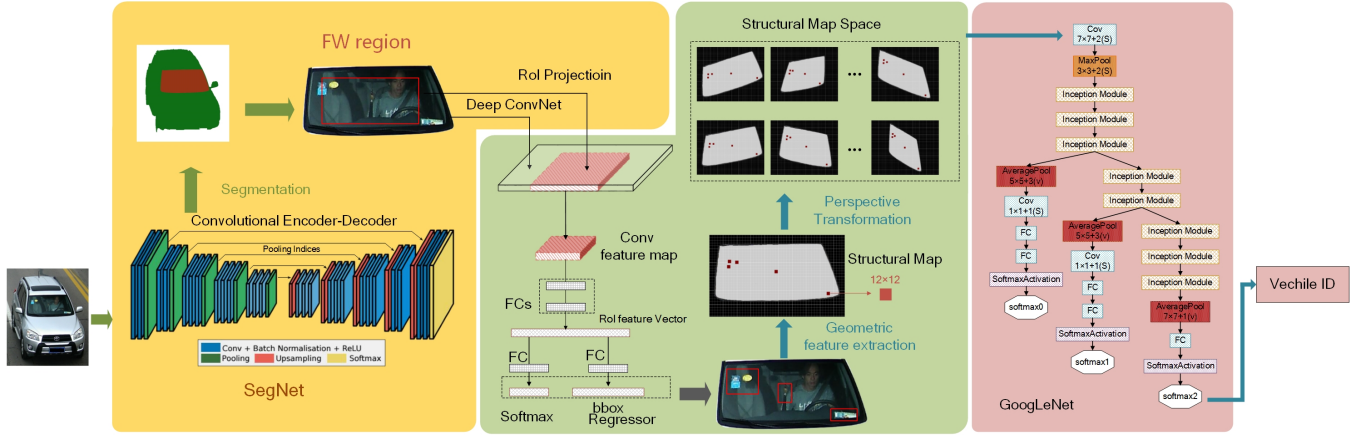 FW region
RoI Projectioin
Deep ConvNet
Segmentation
Convolutional Encoder-Decoder
Pooling Indices
Conv + Batch Normalisation + ReLU
Pooling
Upsampling
Softmax
SegNet
Conv
feature map
FCs
RoI feature Vector
FC
FC
Softmax
bbox
Regressor
Structural Map Space
...
...
Perspective
Transformation
Structural Map
12×12
Geometric
feature extraction
Cov
7×7+2(S)
MaxPool
3×3+2(S)
Inception Module
Inception Module
Inception Module
AveragePool
5×5+3(v)
Cov
1×1+1(S)
FC
FC
SoftmaxActivation
softmax0
Inception Module
Inception Module
AveragePool
5×5+3(v)
Cov
1×1+1(S)
FC
FC
SoftmaxActivation
softmax1
Inception Module
Inception Module
Inception Module
AveragePool
7×7+1(v)
FC
SoftmaxActivation
softmax2
GoogLeNet
Vechile ID